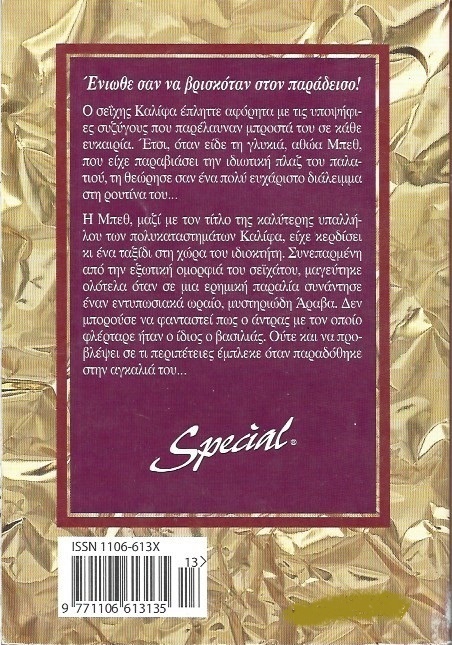 Ένιωθε σαν να βρισκόταν στον παράδεισο!
Ο σεΐχης Καλίφα έπληττε αφόρητα με τις υποψήφι-
ες συζύγους που παρέλαυναν μπροστά του σε κάθε
ευκαιρία. Έτσι, όταν είδε τη γλυκιά, αθώα Μπεθ,
που είχε παραβιάσει την ιδιωτική πλαζ του παλα-
τιού, τη θεώρησε σαν ένα πολύ ευχάριστο διάλειμμα
στη ρουτίνα του...
Η Μπεθ, μαζί με τον τίτλο της καλύτερης υπαλλή-
λου των πολυκαταστημάτων Καλίφα, είχε κερδίσει
κι ένα ταξίδι στη χώρα του ιδιοκτήτη. Συνεπαρμένη
από την εξωτική ομορφιά του σεϊχάτου, μαγεύτηκε
ολότελα όταν σε μια ερημική παραλία συνάντησε
έναν εντυπωσιακά ωραίο, μυστηριώδη Άραβα. Δεν
μπορούσε να φανταστεί πως ο άντρας με τον οποίο
φλέρταρε ήταν ο ίδιος ο βασιλιάς. Ούτε και να προ-
βλέψει σε τι περιπέτειες έμπλεκε όταν παραδόθηκε
στην αγκαλιά του...
Special®
ISSN 1106-613X
13
9 771106 613135